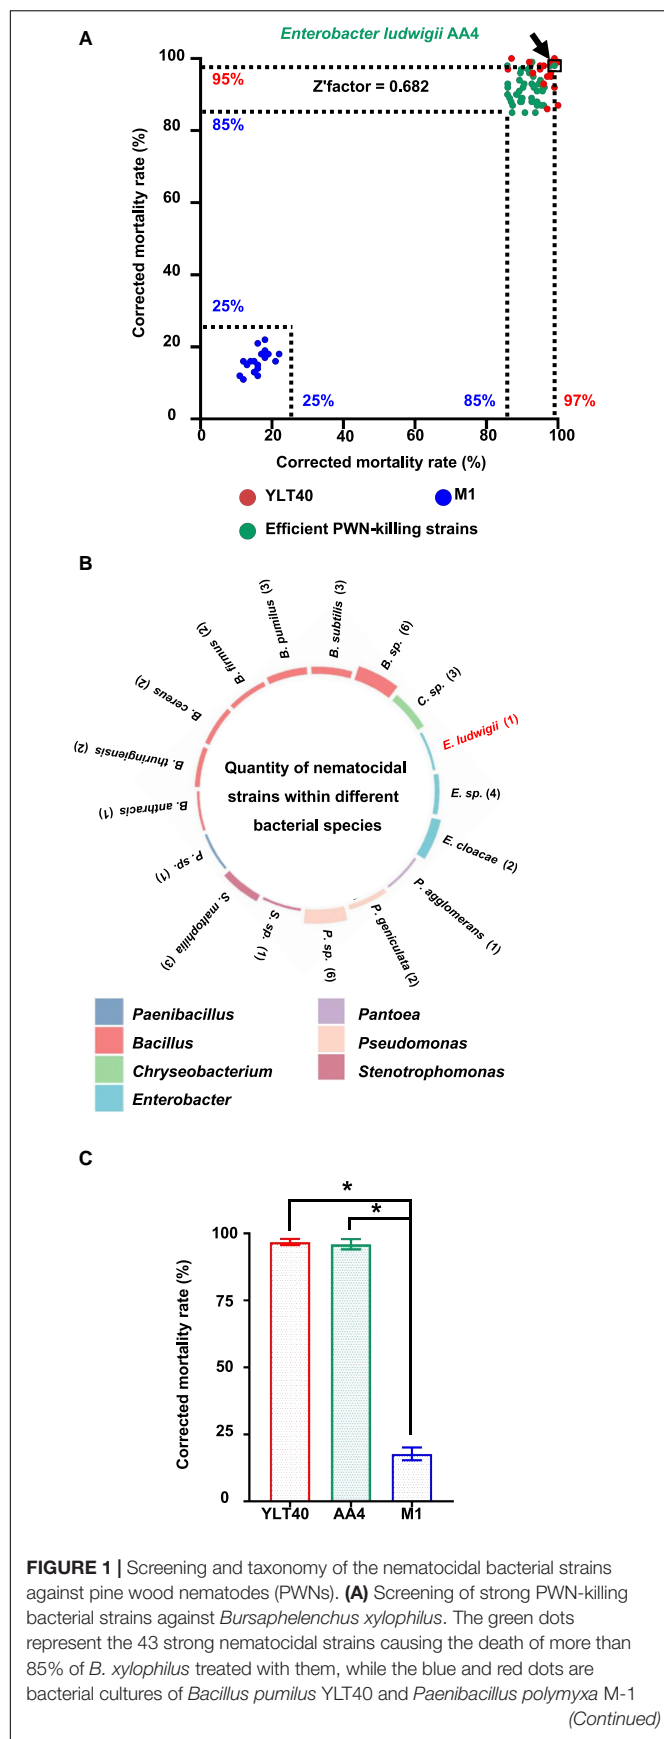 A
Enterobacter ludwigii AA4
100
95%
Z'factor = 0.682
80
85%
60
40
25%
20
0
25%
85%
97%
0
20
40
60
80
100
Corrected mortality rate (%)
Corrected mortality rate (%)
YLT40
M1
Efficient PWN-killing strains
B
B. pumilus (3)
B. subtilis (3)
B. sp. (6)
C. sp. (3)
E. ludwigii (1)
E. sp. (4)
E. cloacae (2)
P. agglomerans (1)
P. geniculata (2)
P. sp. (6)
S. sp. (1)
S. maltophilia (3)
P. sp. (1)
B. anthracis (1)
B. thuringiensis (2)
B. cereus (2)
B. firmus (2)
Quantity of nematocidal
strains within different
bacterial species
Paenibacillus
Bacillus
Chryseobacterium
Enterobacter
Pantoea
Pseudomonas
Stenotrophomonas
C
*
*
100
75
50
25
0
Corrected mortality rate (%)
YLT40
AA4
M1
FIGURE 1 | Screening and taxonomy of the nematocidal bacterial strains
against pine wood nematodes (PWNs). (A) Screening of strong PWN-killing
bacterial strains against Bursaphelenchus xylophilus. The green dots
represent the 43 strong nematocidal strains causing the death of more than
85% of B. xylophilus treated with them, while the blue and red dots are
bacterial cultures of Bacillus pumilus YLT40 and Paenibacillus polymyxa M-1
(Continued)